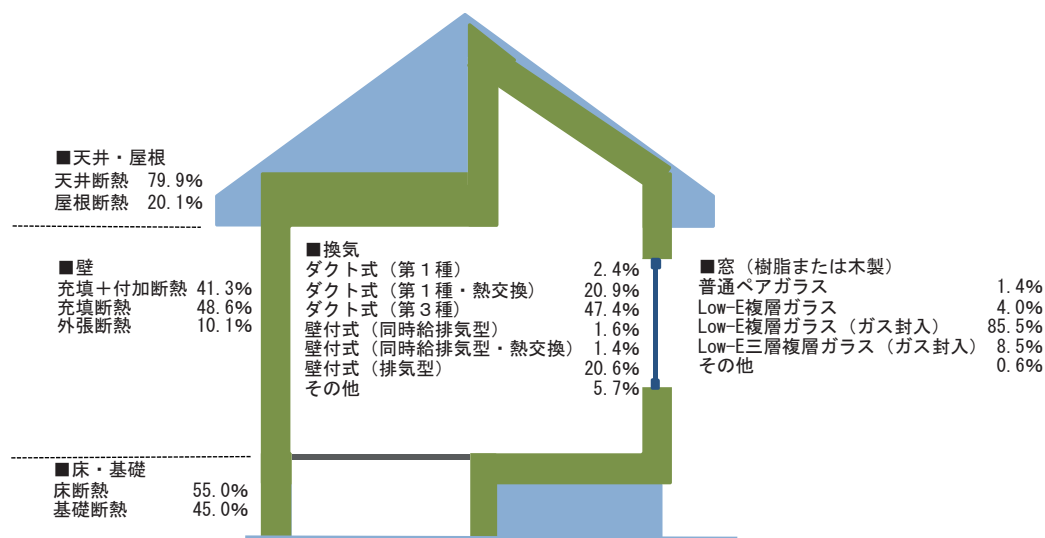 ■天井・屋根
天井断熱 79.9%
屋根断熱 20.1%
■壁
充填＋付加断熱 41.3%
充填断熱 48.6%
外張断熱 10.1%
■換気
ダクト式（第１種） 2.4%
ダクト式（第１種・熱交換） 20.9%
ダクト式（第３種） 47.4%
壁付式（同時給排気型） 1.6%
壁付式（同時給排気型・熱交換） 1.4%
壁付式（排気型） 20.6%
その他 5.7%
■窓（樹脂または木製）
普通ペアガラス 1.4%
Low-E複層ガラス 4.0%
Low-E複層ガラス（ガス封入） 85.5%
Low-E三層複層ガラス（ガス封入） 8.5%
その他 0.6%
■床・基礎
床断熱 55.0%
基礎断熱 45.0%